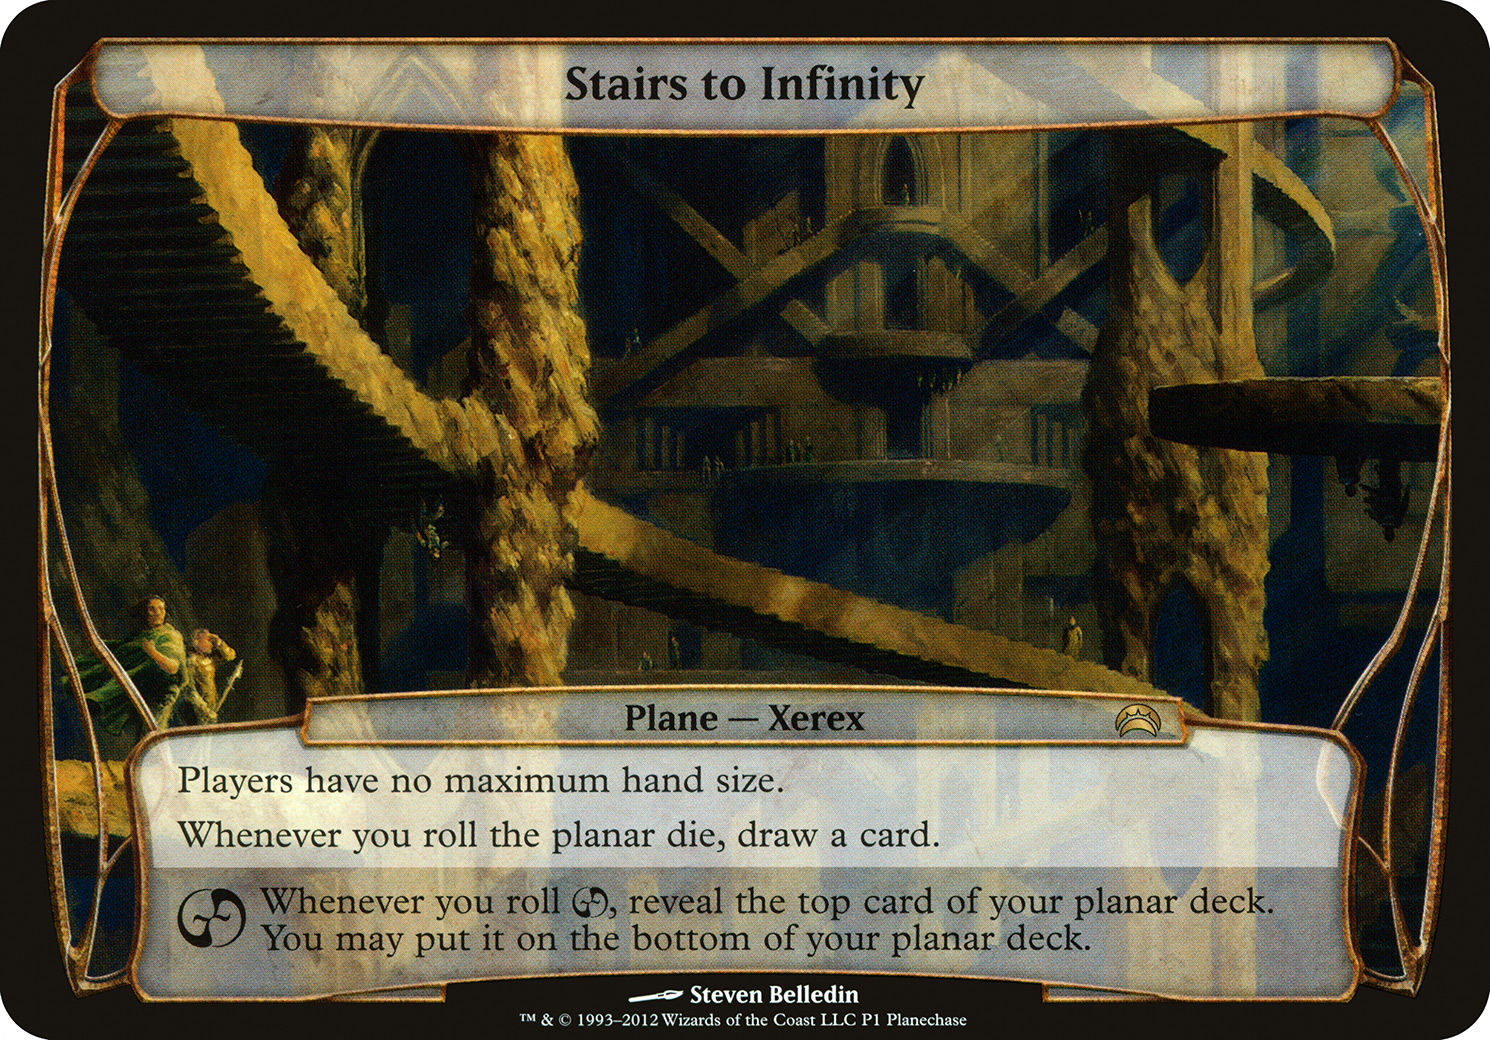 Stairs to Infinity
Plane — Xerex
Players have no maximum hand size.
Whenever you roll the planar die, draw a card.
Whenever you roll , reveal the top card of your planar deck.
You may put it on the bottom of your planar deck.
Steven Belledin
™ & © 1993–2012 Wizards of the Coast LLC P1 Planechase